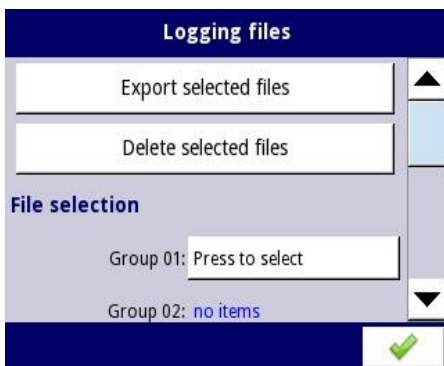 Logging files
Export selected files
Delete selected files
File selection
Group 01: Press to select
Group 02: no items